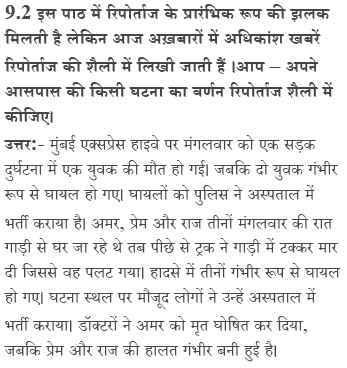 9.2 इस पाठ में रिपोर्ताज के प्रारंभिक रूप की झलक
मिलती है लेकिन आज अख़बारों में अधिकांश खबरें
रिपोर्ताज की शैली में लिखी जाती हैं ।आप – अपने
आसपास की किसी घटना का वर्णन रिपोर्ताज शैली में
कीजिए।
उत्तर:- मुंबई एक्सप्रेस हाइवे पर मंगलवार को एक सड़क
दुर्घटना में एक युवक की मौत हो गई। जबकि दो युवक गंभीर
रूप से घायल हो गए। घायलों को पुलिस ने अस्पताल में
भर्ती कराया है। अमर, प्रेम और राज तीनों मंगलवार की रात
गाड़ी से घर जा रहे थे तब पीछे से ट्रक ने गाड़ी में टक्कर मार
दी जिससे वह पलट गया। हादसे में तीनों गंभीर रूप से घायल
हो गए। घटना स्थल पर मौजूद लोगों ने उन्हें अस्पताल में
भर्ती कराया। डॉक्टरों ने अमर को मृत घोषित कर दिया,
जबकि प्रेम और राज की हालत गंभीर बनी हुई है।